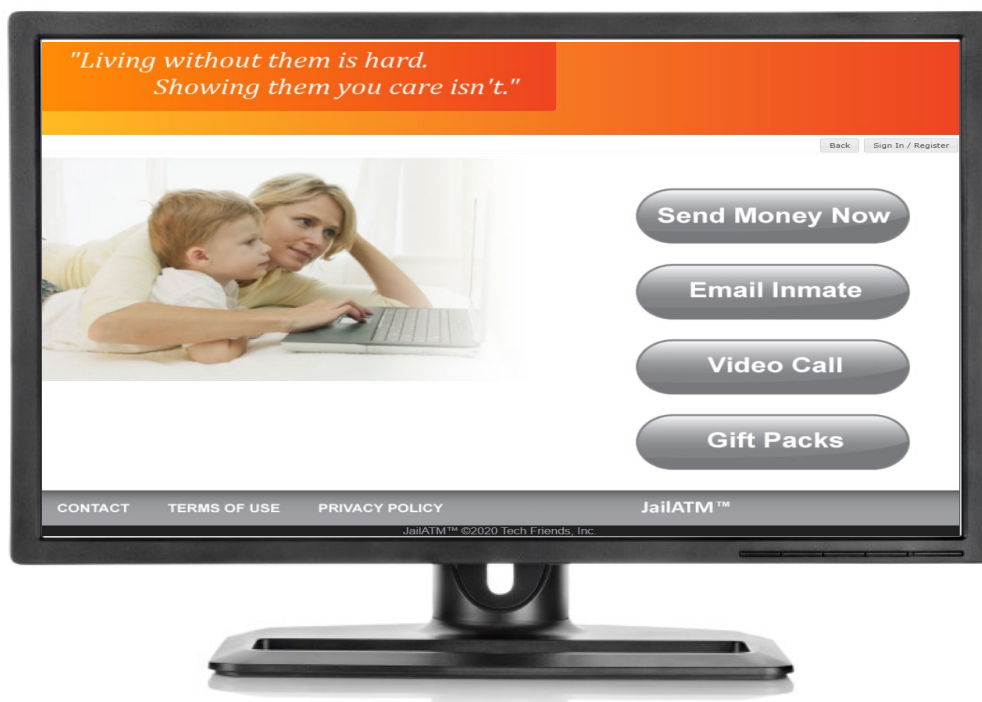 "Living without them is hard.
Showing them you care isn't."
Back
Sign In / Register
Send Money Now
Email Inmate
Video Call
Gift Packs
CONTACT
TERMS OF USE
PRIVACY POLICY
JailATM™
JailATM™ ©2020 Tech Friends, Inc.